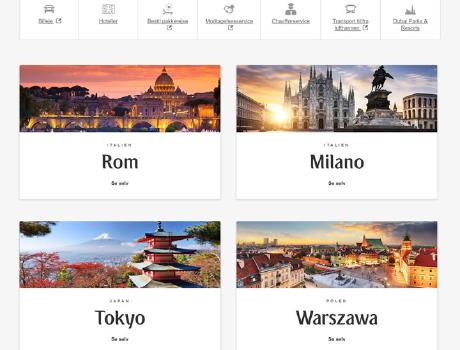 Billeje
Hoteller
Bestil pakkerejse
Modtagelsesservice
Chaufførservice
Transport til/fra
lufthavnen
Dubai Parks &
Resorts
ITALIEN
Rom
Se selv
ITALIEN
Milano
Se selv
JAPAN
Tokyo
Se selv
POLEN
Warszawa
Se selv